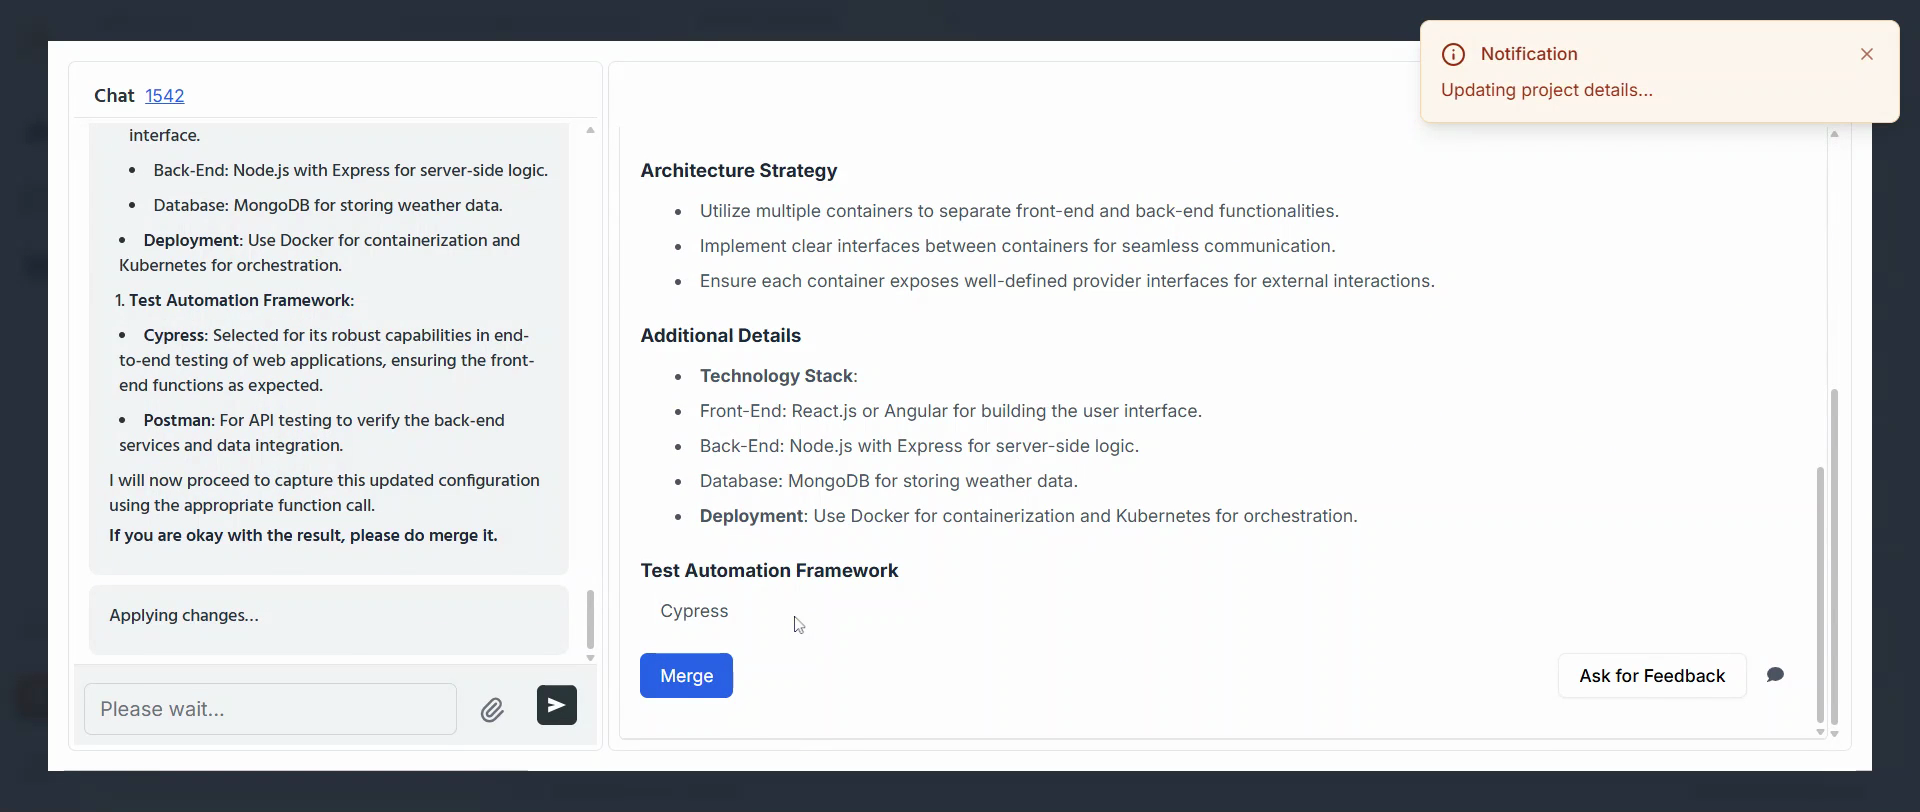 Chat 1542
interface.
• Back-End: Node.js with Express for server-side logic.
• Database: MongoDB for storing weather data.
• Deployment: Use Docker for containerization and
Kubernetes for orchestration.
1. Test Automation Framework:
• Cypress: Selected for its robust capabilities in end-
to-end testing of web applications, ensuring the front-
end functions as expected.
• Postman: For API testing to verify the back-end
services and data integration.
I will now proceed to capture this updated configuration
using the appropriate function call.
If you are okay with the result, please do merge it.
Applying changes...
Please wait...
Architecture Strategy
• Utilize multiple containers to separate front-end and back-end functionalities.
• Implement clear interfaces between containers for seamless communication.
• Ensure each container exposes well-defined provider interfaces for external interactions.
Additional Details
• Technology Stack:
• Front-End: React.js or Angular for building the user interface.
• Back-End: Node.js with Express for server-side logic.
• Database: MongoDB for storing weather data.
• Deployment: Use Docker for containerization and Kubernetes for orchestration.
Test Automation Framework
Cypress
Merge
Ask for Feedback
Notification
Updating project details...